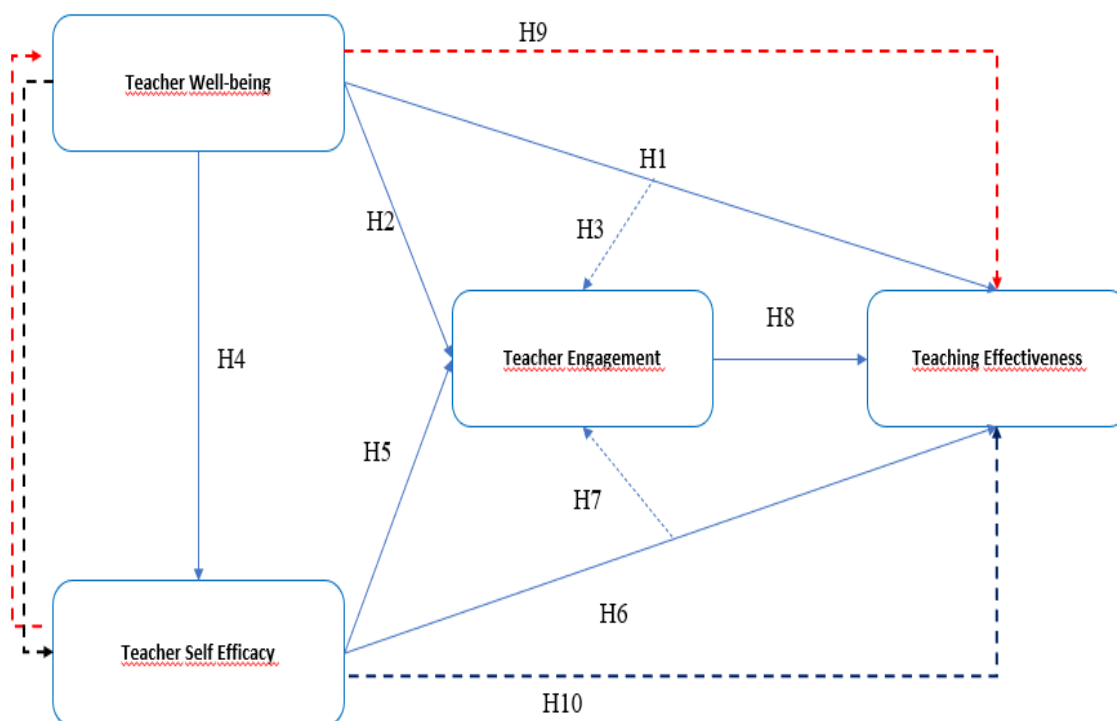 H9
Teacher Well-being
H1
H2
H3
H8
H4
Teacher Engagement
Teaching Effectiveness
H5
H7
H6
Teacher Self Efficacy
H10